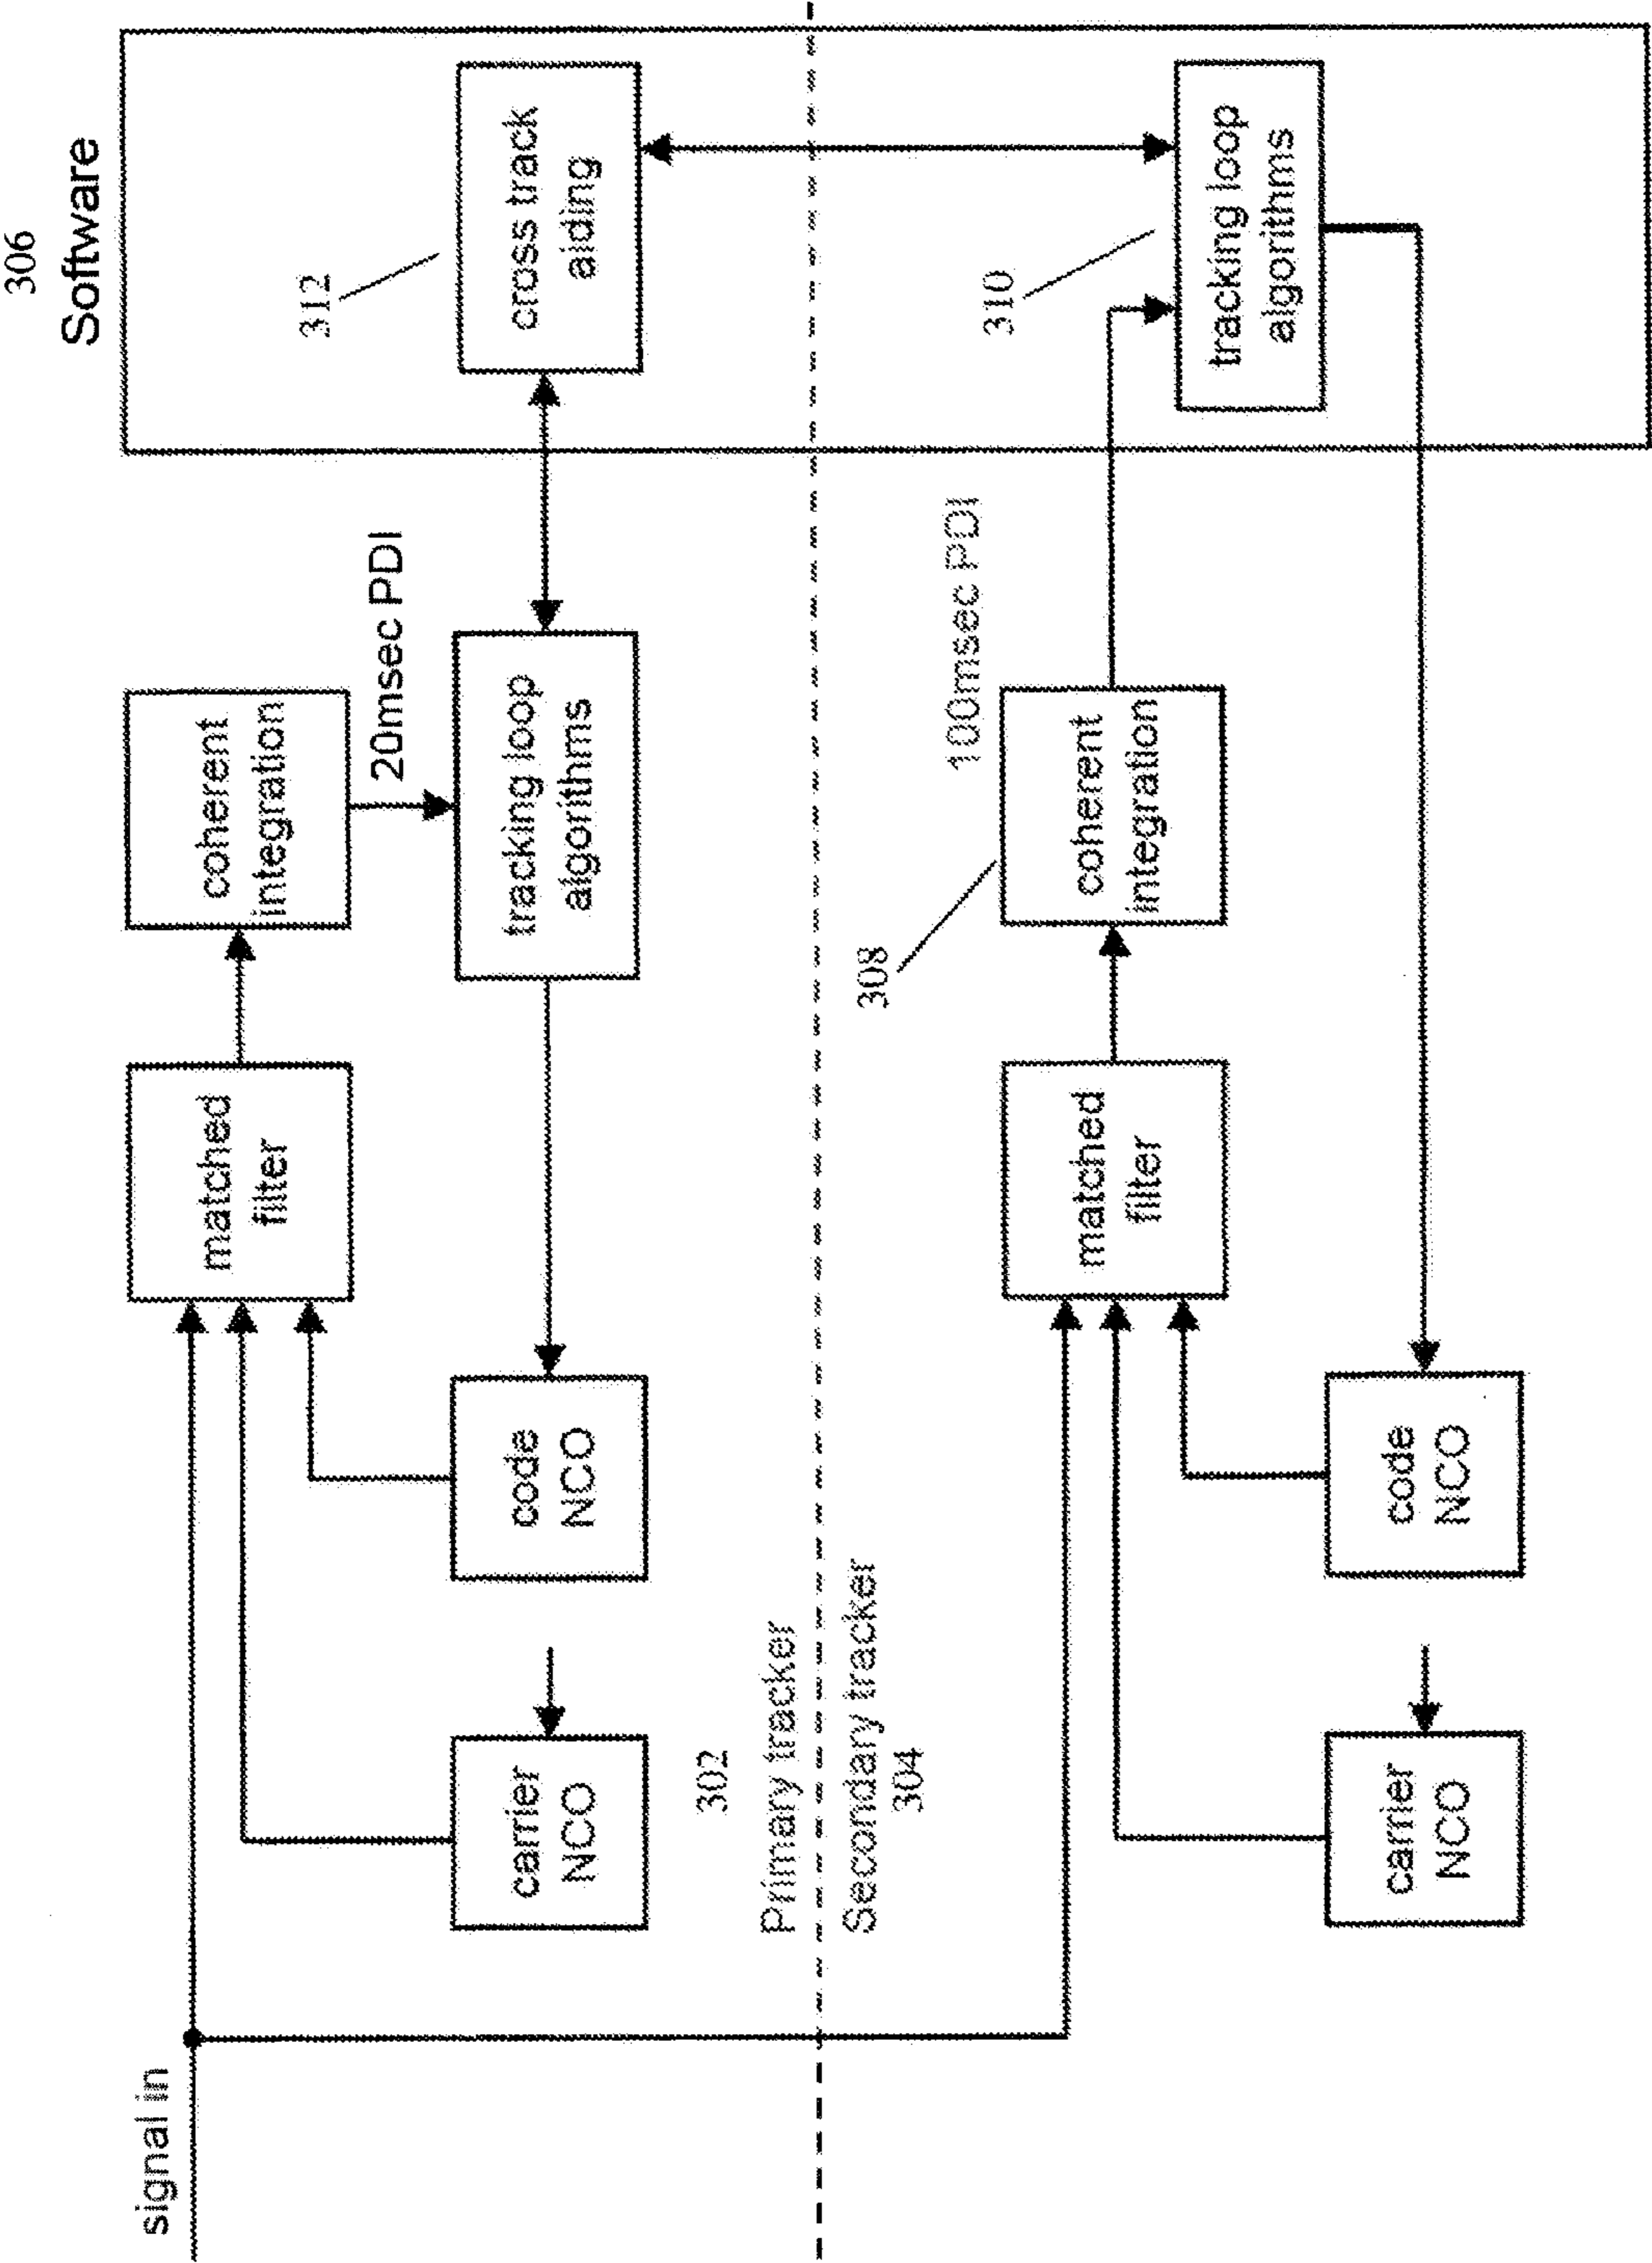 306
Software
signal in
matched
filter
coherent
integration
20msec PDI
carrier
NCO
code
NCO
tracking loop
algorithms
312
cross track
aiding
302
Primary tracker
Secondary tracker
304
308
matched
filter
coherent
integration
100msec PDI
310
tracking loop
algorithms
carrier
NCO
code
NCO